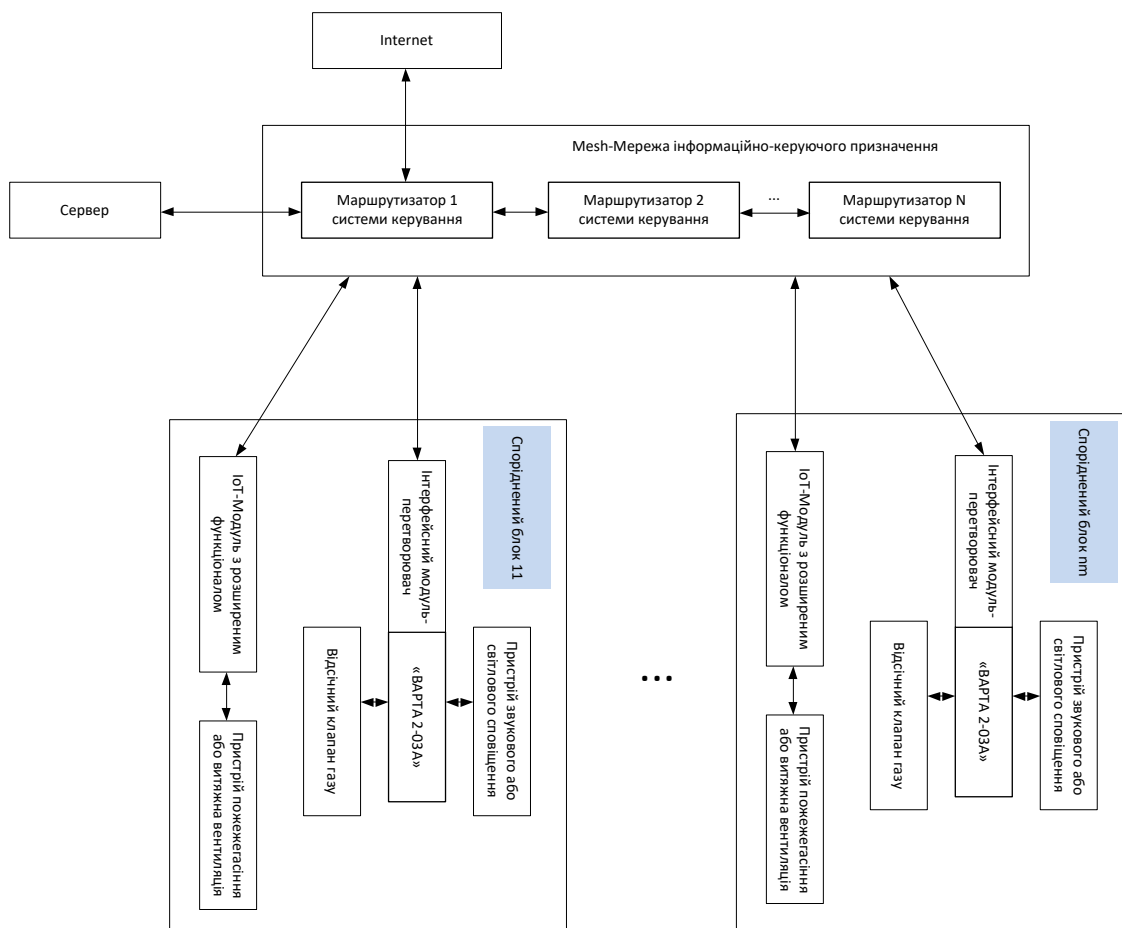 Internet
Mesh-Мережа інформаційно-керуючого призначення
Сервер
Маршрутизатор 1
системи керування
Маршрутизатор 2
системи керування
...
Маршрутизатор N
системи керування
Споріднений блок 11
ІоТ-Модуль з розширеним
функціоналом
Інтерфейсний модуль-
перетворювач
Відсічний клапан газу
«ВАРТА 2-03А»
Пристрій звукового або
світлового сповіщення
Пристрій пожежегасіння
або витяжна вентиляція
...
Споріднений блок nm
ІоТ-Модуль з розширеним
функціоналом
Інтерфейсний модуль-
перетворювач
Відсічний клапан газу
«ВАРТА 2-03А»
Пристрій звукового або
світлового сповіщення
Пристрій пожежегасіння
або витяжна вентиляція